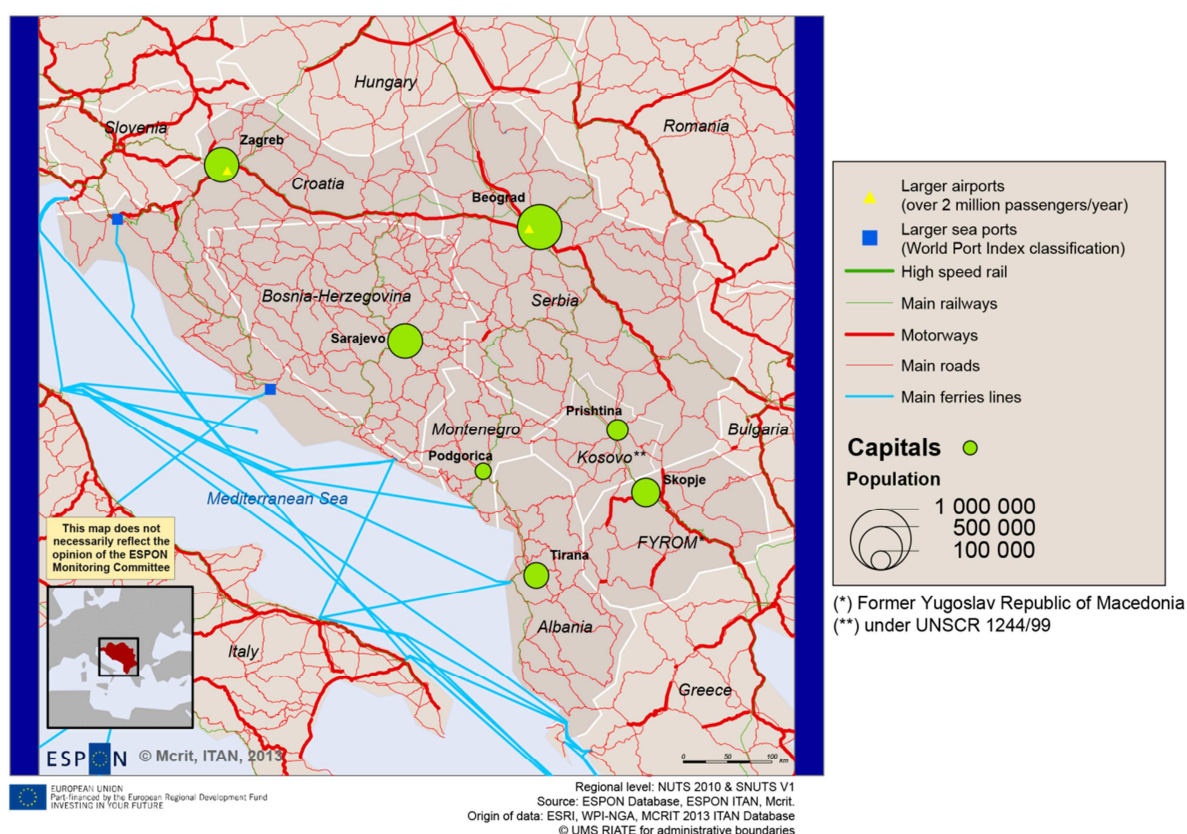 Hungary
Slovenia
Romania
Zagreb
Croatia
Beograd
Bosnia-Herzegovina
Serbia
Sarajevo
Prishtina
Montenegro
Bulgaria
Podgorica
Kosovo**
Skopje
Mediterranean Sea
FYROM*
Tirana
Albania
Italy
Greece
This map does not
necessarily reflect the
opinion of the ESPON
Monitoring Committee
ESPON © Mcrit, ITAN, 2013
0 50 100
km
Larger airports
(over 2 million passengers/year)
Larger sea ports
(World Port Index classification)
High speed rail
Main railways
Motorways
Main roads
Main ferries lines
Capitals
Population
1 000 000
500 000
100 000
(*) Former Yugoslav Republic of Macedonia
(**) under UNSCR 1244/99
EUROPEAN UNION
Part-financed by the European Regional Development Fund
INVESTING IN YOUR FUTURE
Regional level: NUTS 2010 & SNUTS V1
Source: ESPON Database, ESPON ITAN, Mcrit.
Origin of data: ESRI, WPI-NGA, MCRIT 2013 ITAN Database
© UMS RIATE for administrative boundaries